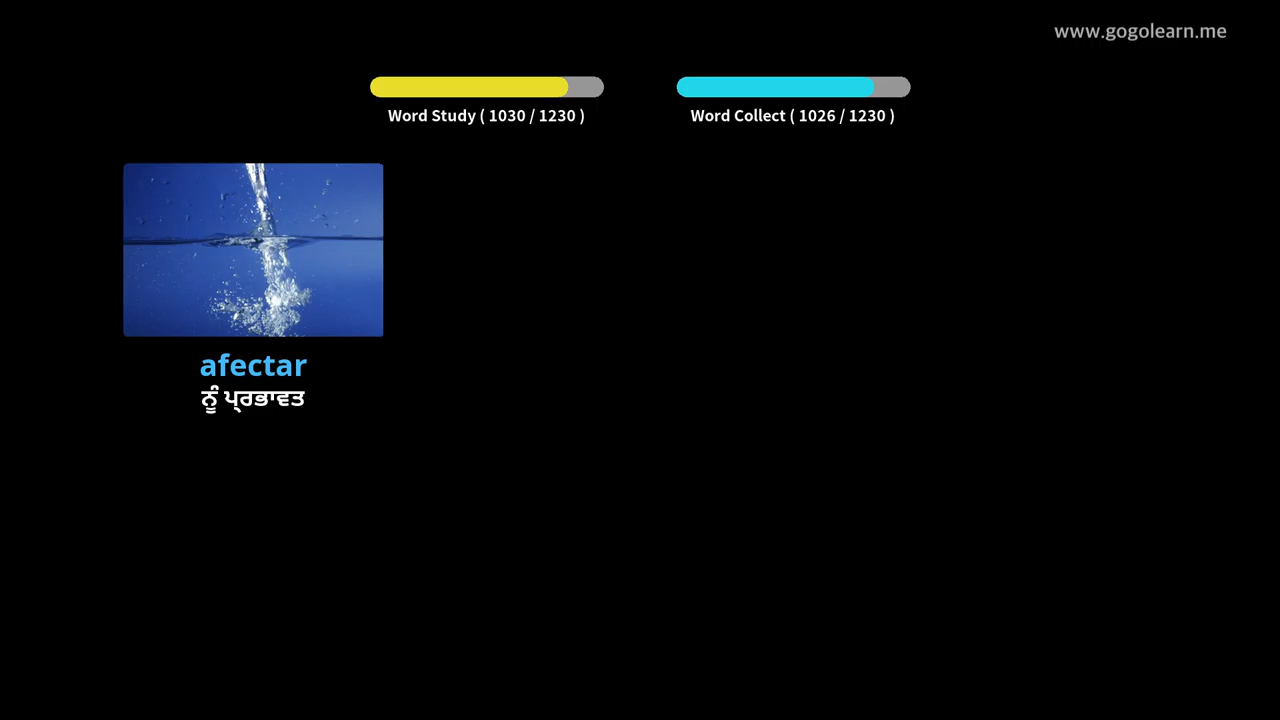 www.gogolearn.me
Word Study ( 1030 / 1230 )
Word Collect ( 1026 / 1230 )
afectar
ਨੂੰ ਪ੍ਰਭਾਵਤ